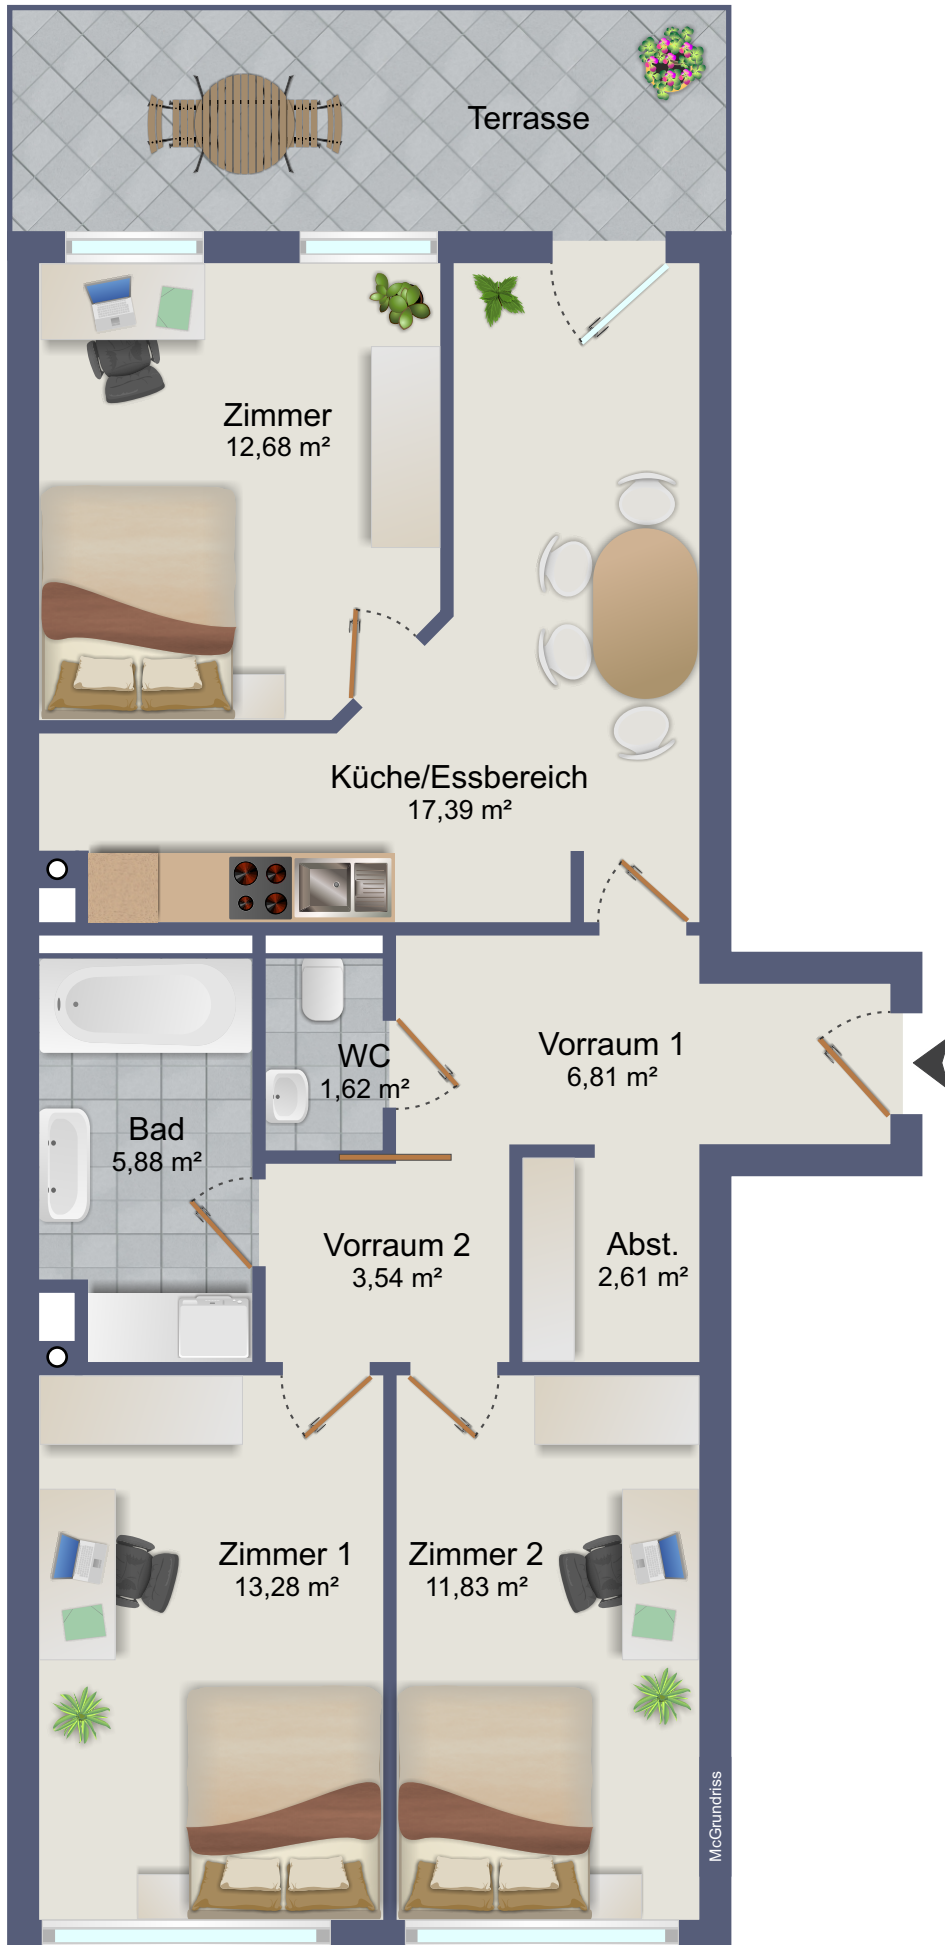 Terrasse
Zimmer
12,68 m²
Küche/Essbereich
17,39 m²
Vorraum 1
6,81 m²
WC
1,62 m²
Bad
5,88 m²
Vorraum 2
3,54 m²
Abst.
2,61 m²
Zimmer 1
13,28 m²
Zimmer 2
11,83 m²
McGrundriss